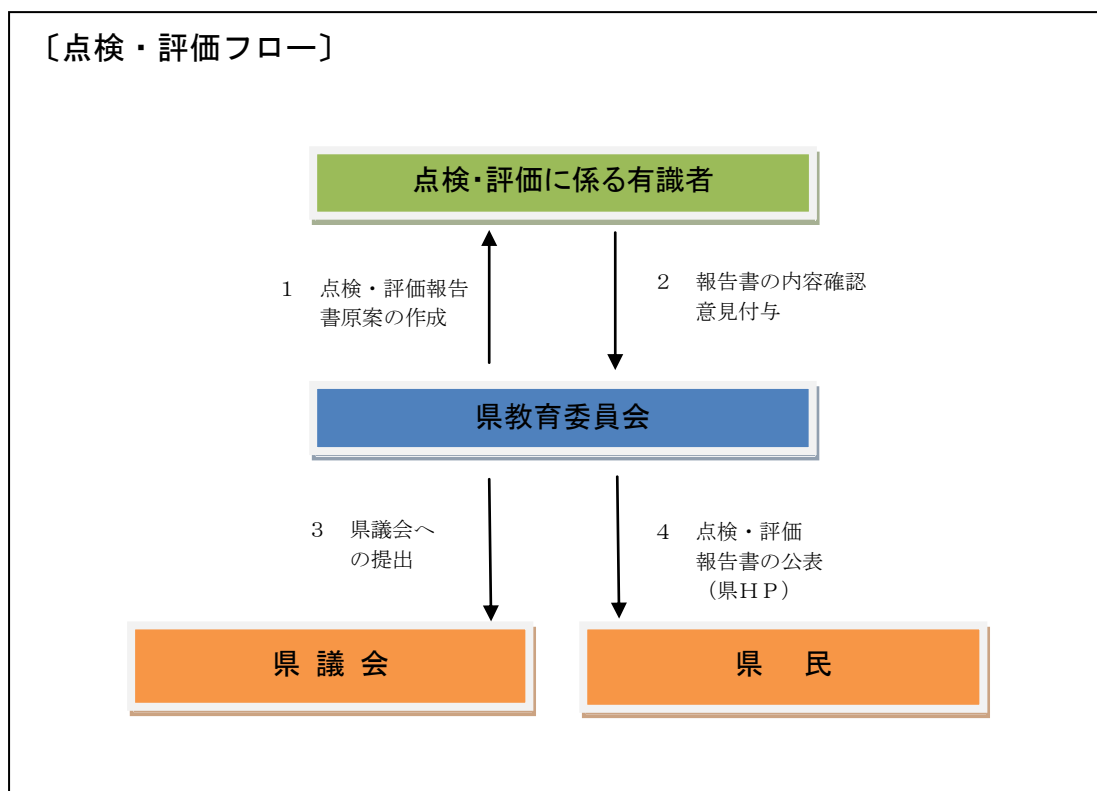 〔点検・評価フロー〕
点検・評価に係る有識者
１　点検・評価報告
書原案の作成
２　報告書の内容確認
意見付与
県教育委員会
３　県議会へ
の提出
４　点検・評価
報告書の公表
（県ＨＰ）
県 議 会
県　民